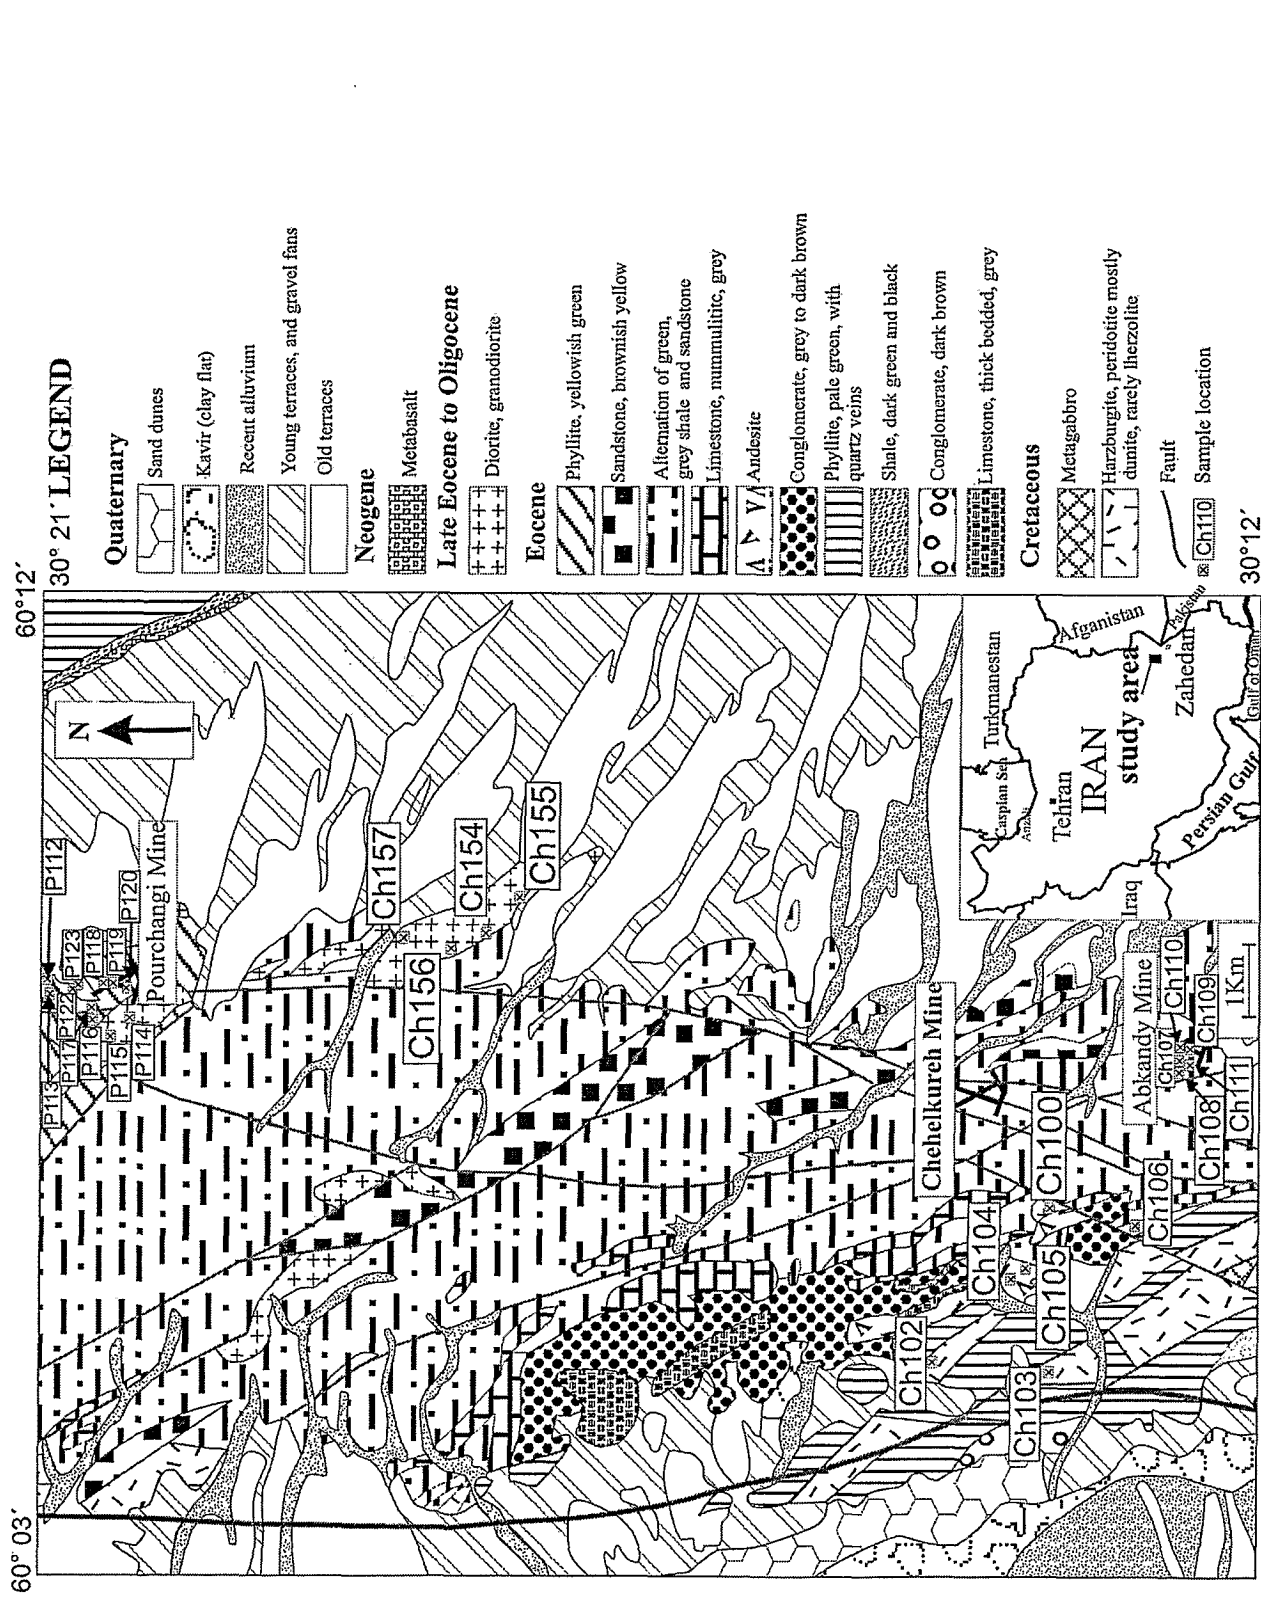 60° 03′
60°12′
30° 21′
30°12′
N
P112
P113
P117
P122
P123
P116
P118
P115
P119
P114
P120
Pourchangi Mine
Ch157
Ch154
Ch155
Ch156
Chehelkureh Mine
Ch100
Ch104
Ch105
Ch102
Ch103
Ch106
Abkandy Mine
Ch107
Ch110
Ch109
Ch108
Ch111
1Km
Turkmanestan
Caspian Sea
Afganistan
Tehran
IRAN
study area
Zahedan
Pakistan
Iraq
Persian Gulf
Gulf of Oman
LEGEND
Quaternary
Sand dunes
Kavir (clay flat)
Recent alluvium
Young terraces, and gravel fans
Old terraces
Neogene
Metabasalt
Late Eocene to Oligocene
Diorite, granodiorite
Eocene
Phyllite, yellowish green
Sandstone, brownish yellow
Alternation of green,
grey shale and sandstone
Limestone, nummulititc, grey
Andesite
Conglomerate, grey to dark brown
Phyllite, pale green, with
quartz veins
Shale, dark green and black
Conglomerate, dark brown
Limestone, thick bedded, grey
Cretaceous
Metagabbro
Harzburgite, peridotite mostly
dunite, rarely lherzolite
Fault
Ch110 Sample location